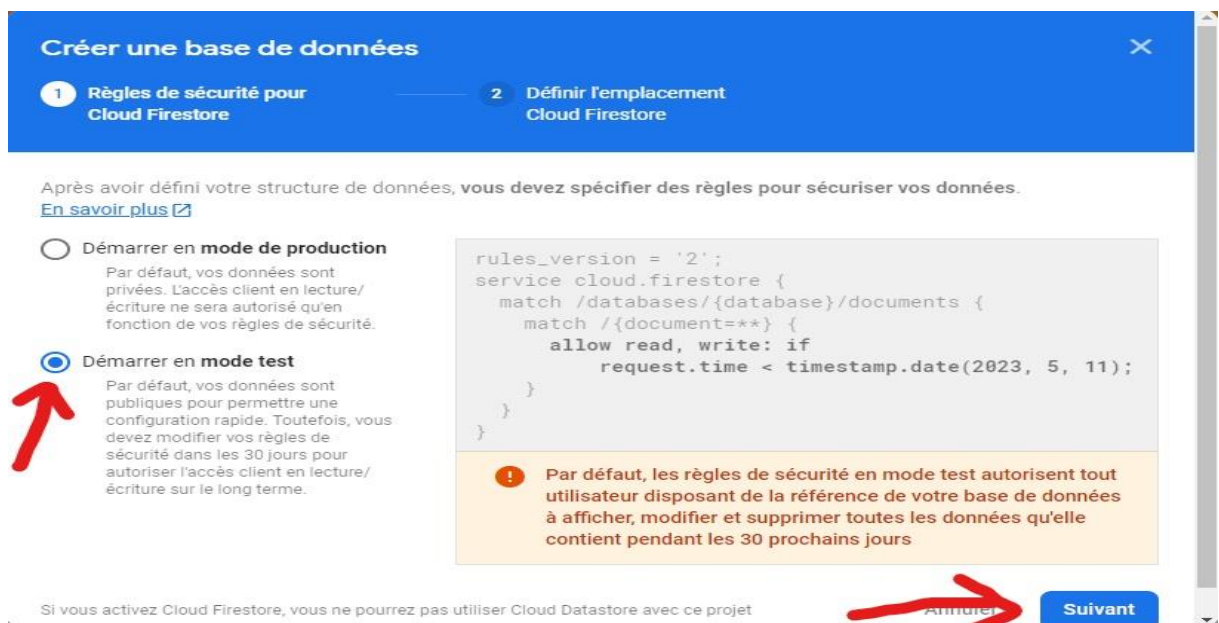 Créer une base de données
1 Règles de sécurité pour
Cloud Firestore
2 Définir l'emplacement
Cloud Firestore
Après avoir défini votre structure de données, vous devez spécifier des règles pour sécuriser vos données.
En savoir plus
Démarrer en mode de production
Par défaut, vos données sont
privées. L'accès client en lecture/
écriture ne sera autorisé qu'en
fonction de vos règles de sécurité.
Démarrer en mode test
Par défaut, vos données sont
publiques pour permettre une
configuration rapide. Toutefois, vous
devez modifier vos règles de
sécurité dans les 30 jours pour
autoriser l'accès client en lecture/
écriture sur le long terme.
rules_version = '2';
service cloud.firestore {
match /databases/{database}/documents {
match /{document=**} {
allow read, write: if
request.time < timestamp.date(2023, 5, 11);
}
}
}
Par défaut, les règles de sécurité en mode test autorisent tout
utilisateur disposant de la référence de votre base de données
à afficher, modifier et supprimer toutes les données qu'elle
contient pendant les 30 prochains jours
Si vous activez Cloud Firestore, vous ne pourrez pas utiliser Cloud Datastore avec ce projet
Annuler
Suivant